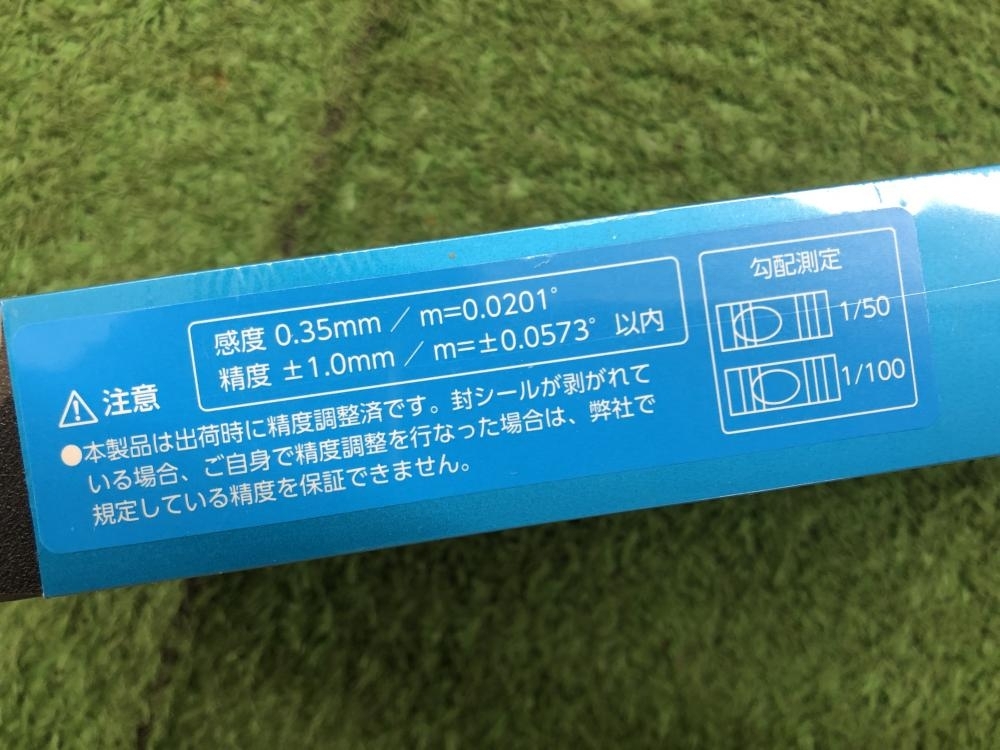 感度 0.35mm / m=0.0201°
精度 ±1.0mm / m=±0.0573° 以内
注意
●本製品は出荷時に精度調整済です。封シールが剥がれて
いる場合、ご自身で精度調整を行なった場合は、弊社で
規定している精度を保証できません。
勾配測定
1/50
1/100